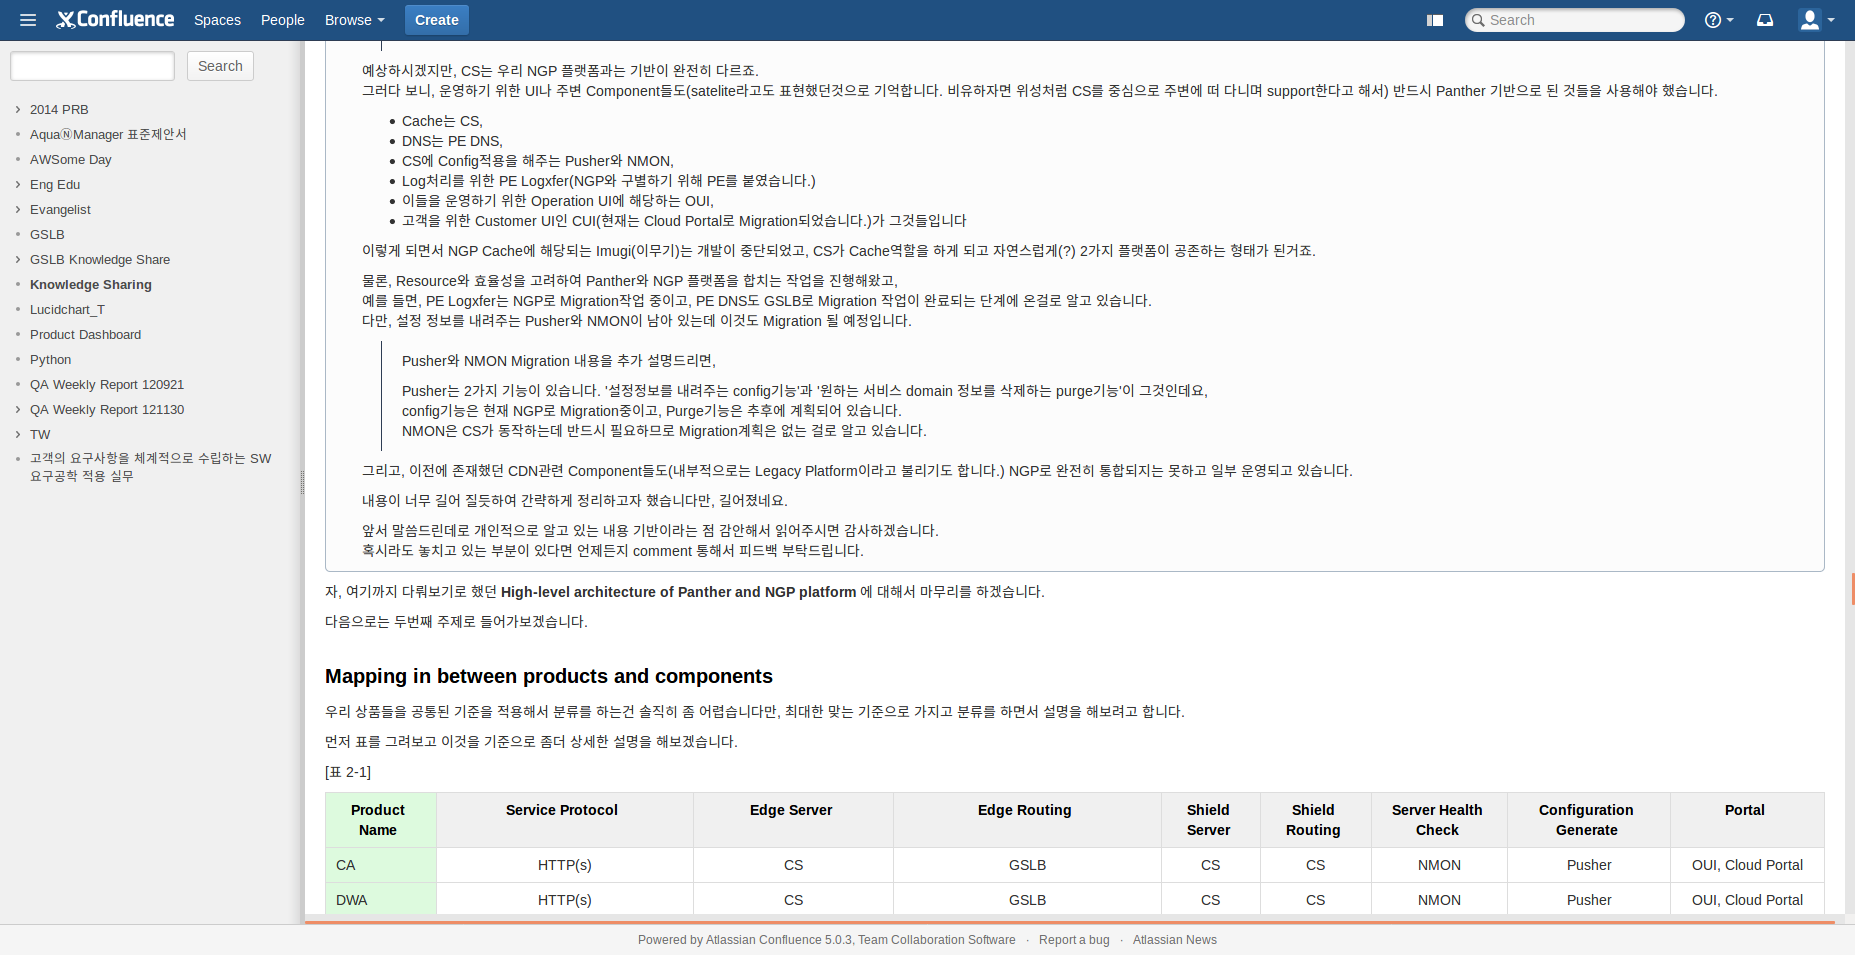 Confluence Spaces People Browse Create Search
Search
2014 PRB
AquaⓃManager 표준제안서
AWSome Day
Eng Edu
Evangelist
GSLB
GSLB Knowledge Share
Knowledge Sharing
Lucidchart_T
Product Dashboard
Python
QA Weekly Report 120921
QA Weekly Report 121130
TW
고객의 요구사항을 체계적으로 수립하는 SW
요구공학 적용 실무
예상하시겠지만, CS는 우리 NGP 플랫폼과는 기반이 완전히 다르죠.
그러다 보니, 운영하기 위한 UI나 주변 Component들도(satelite라고도 표현했던것으로 기억합니다. 비유하자면 위성처럼 CS를 중심으로 주변에 떠 다니며 support한다고 해서) 반드시 Panther 기반으로 된 것들을 사용해야 했습니다.
Cache는 CS,
DNS는 PE DNS,
CS에 Config적용을 해주는 Pusher와 NMON,
Log처리를 위한 PE Logxfer(NGP와 구별하기 위해 PE를 붙였습니다.)
이들을 운영하기 위한 Operation UI에 해당하는 OUI,
고객을 위한 Customer UI인 CUI(현재는 Cloud Portal로 Migration되었습니다.)가 그것들입니다
이렇게 되면서 NGP Cache에 해당되는 Imugi(이무기)는 개발이 중단되었고, CS가 Cache역할을 하게 되고 자연스럽게(?) 2가지 플랫폼이 공존하는 형태가 된거죠.
물론, Resource와 효율성을 고려하여 Panther와 NGP 플랫폼을 합치는 작업을 진행해왔고,
예를 들면, PE Logxfer는 NGP로 Migration작업 중이고, PE DNS도 GSLB로 Migration 작업이 완료되는 단계에 온걸로 알고 있습니다.
다만, 설정 정보를 내려주는 Pusher와 NMON이 남아 있는데 이것도 Migration 될 예정입니다.
Pusher와 NMON Migration 내용을 추가 설명드리면,
Pusher는 2가지 기능이 있습니다. '설정정보를 내려주는 config기능'과 '원하는 서비스 domain 정보를 삭제하는 purge기능'이 그것인데요,
config기능은 현재 NGP로 Migration중이고, Purge기능은 추후에 계획되어 있습니다.
NMON은 CS가 동작하는데 반드시 필요하므로 Migration계획은 없는 걸로 알고 있습니다.
그리고, 이전에 존재했던 CDN관련 Component들도(내부적으로는 Legacy Platform이라고 불리기도 합니다.) NGP로 완전히 통합되지는 못하고 일부 운영되고 있습니다.
내용이 너무 길어 질듯하여 간략하게 정리하고자 했습니다만, 길어졌네요.
앞서 말씀드린데로 개인적으로 알고 있는 내용 기반이라는 점 감안해서 읽어주시면 감사하겠습니다.
혹시라도 놓치고 있는 부분이 있다면 언제든지 comment 통해서 피드백 부탁드립니다.
자, 여기까지 다뤄보기로 했던 High-level architecture of Panther and NGP platform 에 대해서 마무리를 하겠습니다.
다음으로는 두번째 주제로 들어가보겠습니다.
Mapping in between products and components
우리 상품들을 공통된 기준을 적용해서 분류를 하는건 솔직히 좀 어렵습니다만, 최대한 맞는 기준으로 가지고 분류를 하면서 설명을 해보려고 합니다.
먼저 표를 그려보고 이것을 기준으로 좀더 상세한 설명을 해보겠습니다.
[표 2-1]
Product Name Service Protocol Edge Server Edge Routing Shield Server Shield Routing Server Health Check Configuration Generate Portal
CA HTTP(s) CS GSLB CS CS NMON Pusher OUI, Cloud Portal
DWA HTTP(s) CS GSLB CS CS NMON Pusher OUI, Cloud Portal
Powered by Atlassian Confluence 5.0.3, Team Collaboration Software · Report a bug · Atlassian News